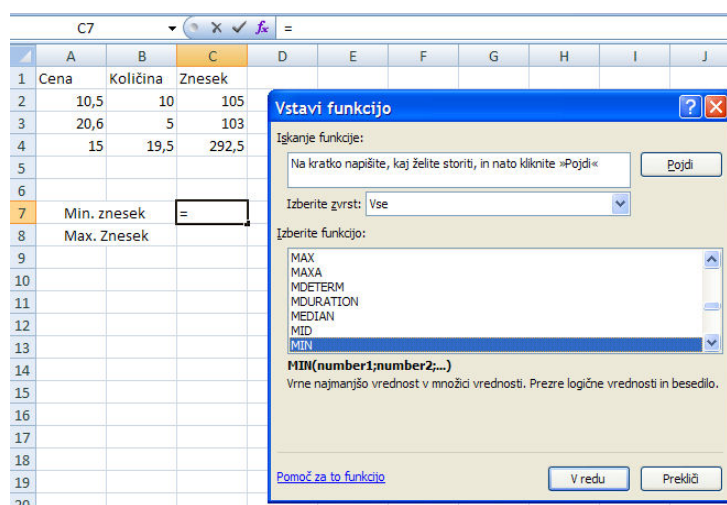 C7 fx =
A B C D E F G H I J
1 Cena Količina Znesek
2 10,5 10 105
3 20,6 5 103
4 15 19,5 292,5
5
6
7 Min. znesek =
8 Max. Znesek
9
10
11
12
13
14
15
16
17
18
19
20
Vstavi funkcijo
Iskanje funkcije:
Na kratko napišite, kaj želite storiti, in nato kliknite »Pojdi«
Pojdi
Izberite zvrst: Vse
Izberite funkcijo:
MAX
MAXA
MDETERM
MDURATION
MEDIAN
MID
MIN
MIN(number1;number2;...)
Vrne najmanjšo vrednost v množici vrednosti. Prezre logične vrednosti in besedilo.
Pomoč za to funkcijo
V redu Prekliči